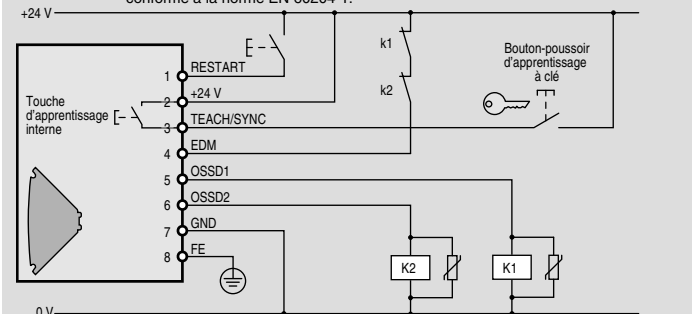 conforme à la norme EN 60204-1.
+24 V
k1
Bouton-poussoir
d'apprentissage
à clé
k2
1 RESTART
2 +24 V
Touche
d'apprentissage
interne
3 TEACH/SYNC
4 EDM
5 OSSD1
6 OSSD2
7 GND
8 FE
K2
K1
0 V